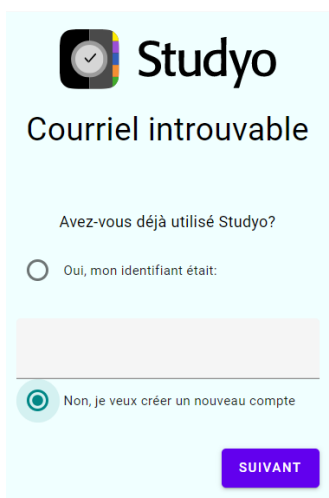 Studyo
Courriel introuvable
Avez-vous déjà utilisé Studyo?
Oui, mon identifiant était:
Non, je veux créer un nouveau compte
SUIVANT